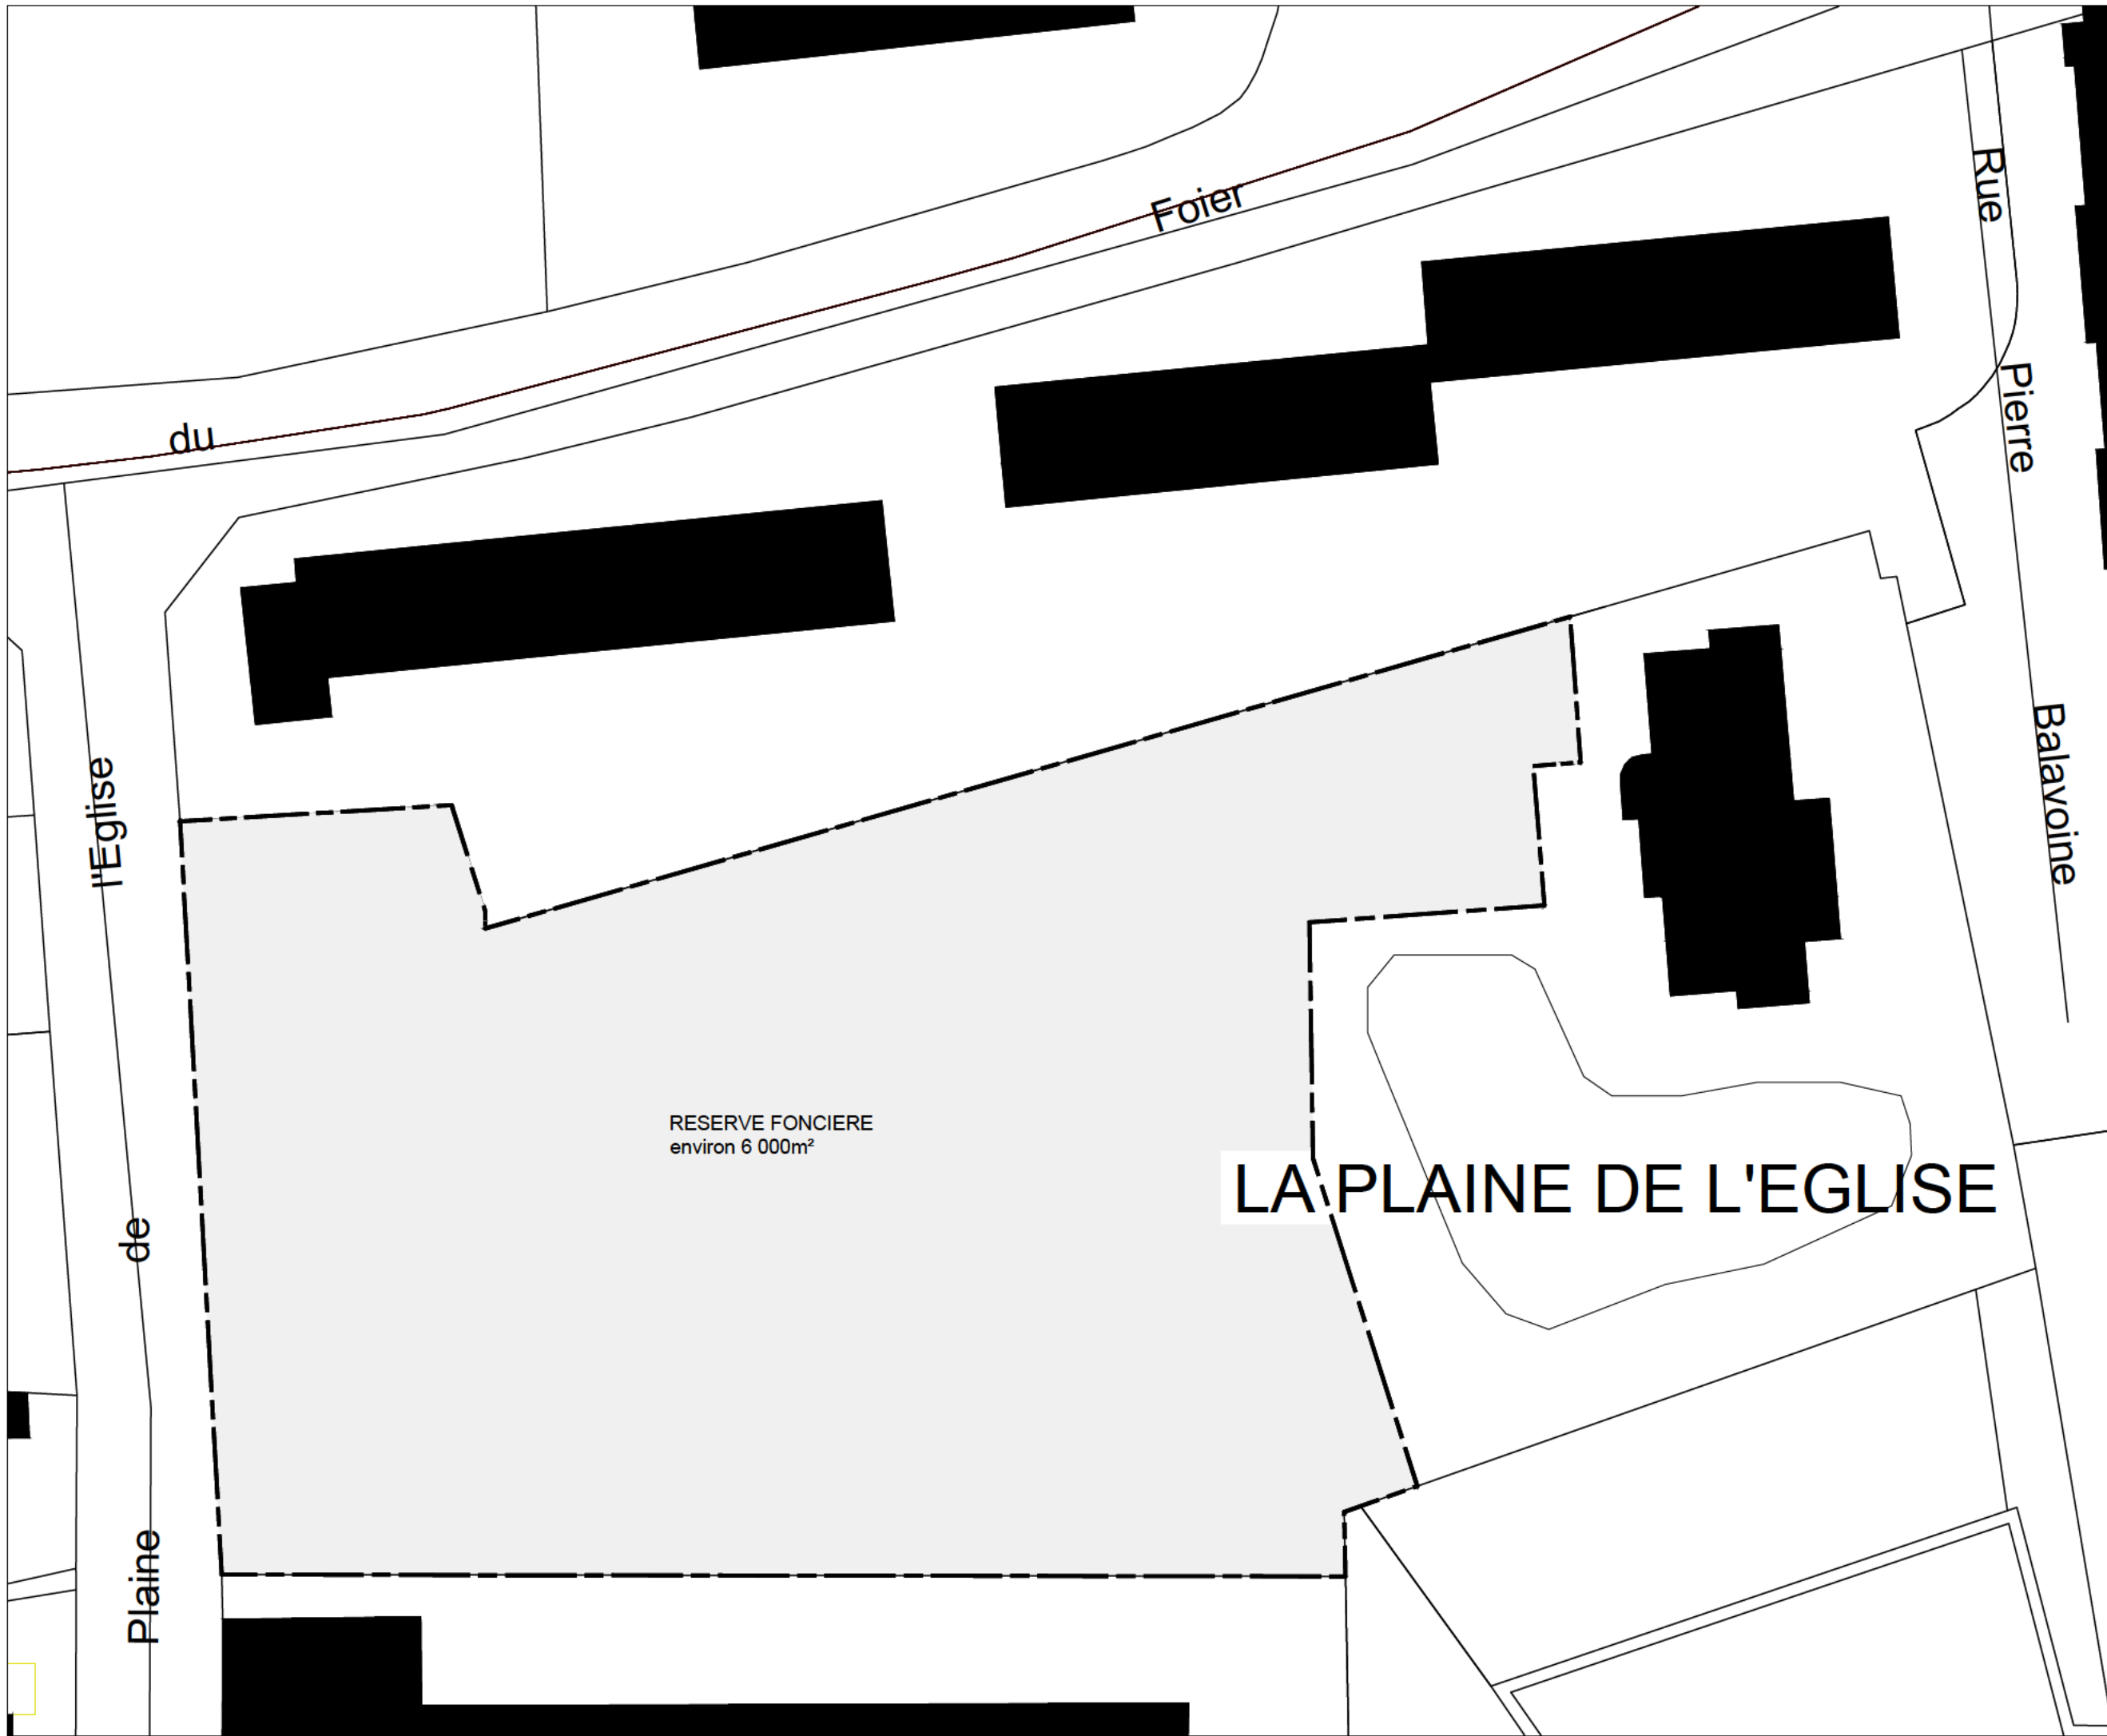 Foier
du
Rue
Pierre
Balavoine
l'Eglise
de
Plaine
RESERVE FONCIERE
environ 6 000m²
LA PLAINE DE L'EGLISE